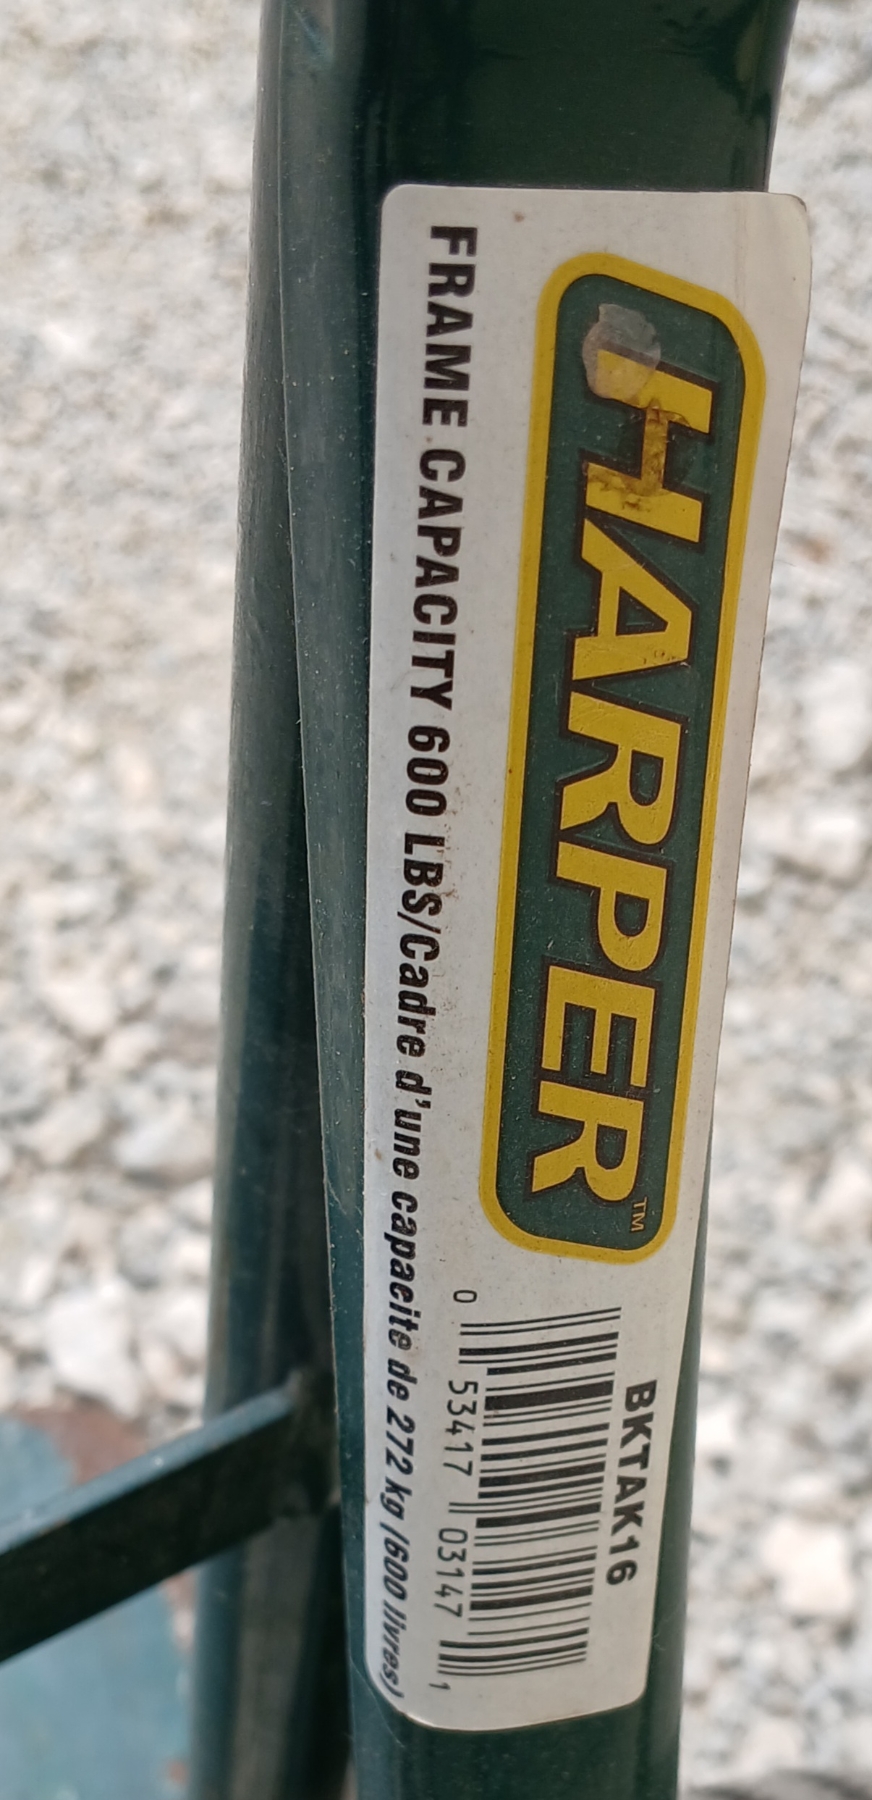 HARPER™
FRAME CAPACITY 600 LBS/Cadre d'une capacite de 272 kg (600 livres)
BKTAK16
0 53417 03147 1